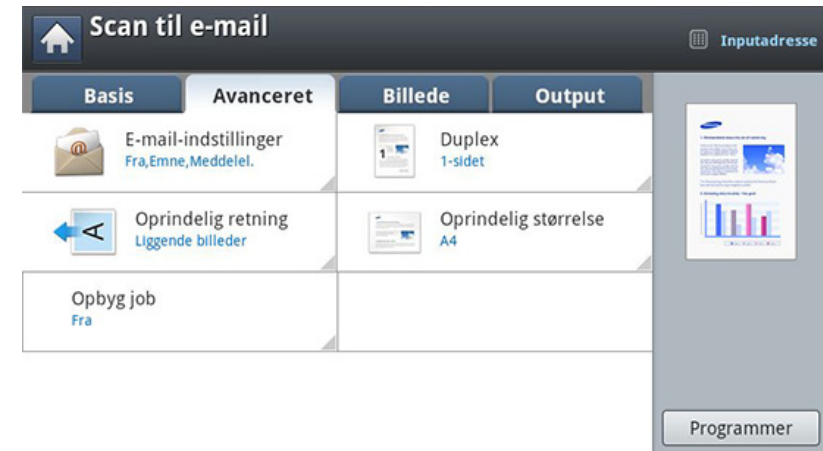 Scan til e-mail
Inputadresse
Basis
Avanceret
Billede
Output
E-mail-indstillinger
Fra,Emne,Meddelel.
Duplex
1-sidet
Oprindelig retning
Liggende billeder
Oprindelig størrelse
A4
Opbyg job
Fra
Programmer